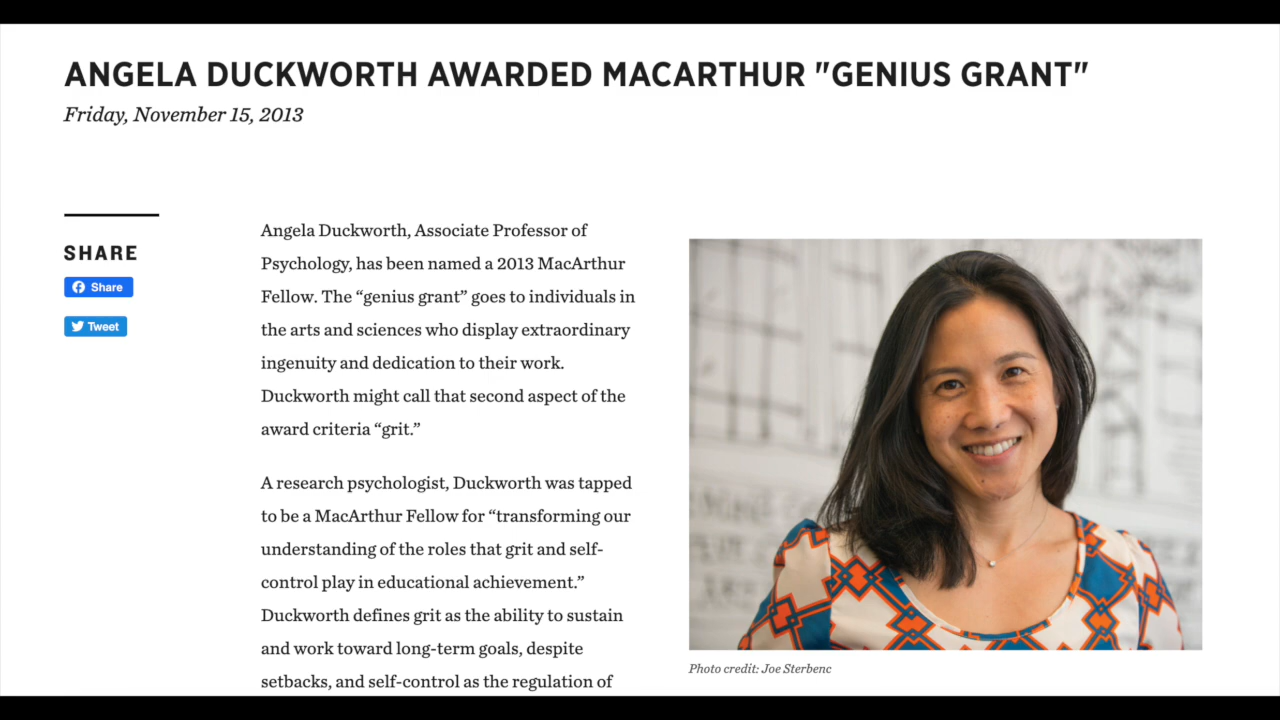 ANGELA DUCKWORTH AWARDED MACARTHUR "GENIUS GRANT"
Friday, November 15, 2013
SHARE
Share
Tweet
Angela Duckworth, Associate Professor of
Psychology, has been named a 2013 MacArthur
Fellow. The “genius grant” goes to individuals in
the arts and sciences who display extraordinary
ingenuity and dedication to their work.
Duckworth might call that second aspect of the
award criteria “grit.”
A research psychologist, Duckworth was tapped
to be a MacArthur Fellow for “transforming our
understanding of the roles that grit and self-
control play in educational achievement.”
Duckworth defines grit as the ability to sustain
and work toward long-term goals, despite
setbacks, and self-control as the regulation of
Photo credit: Joe Sterbenc